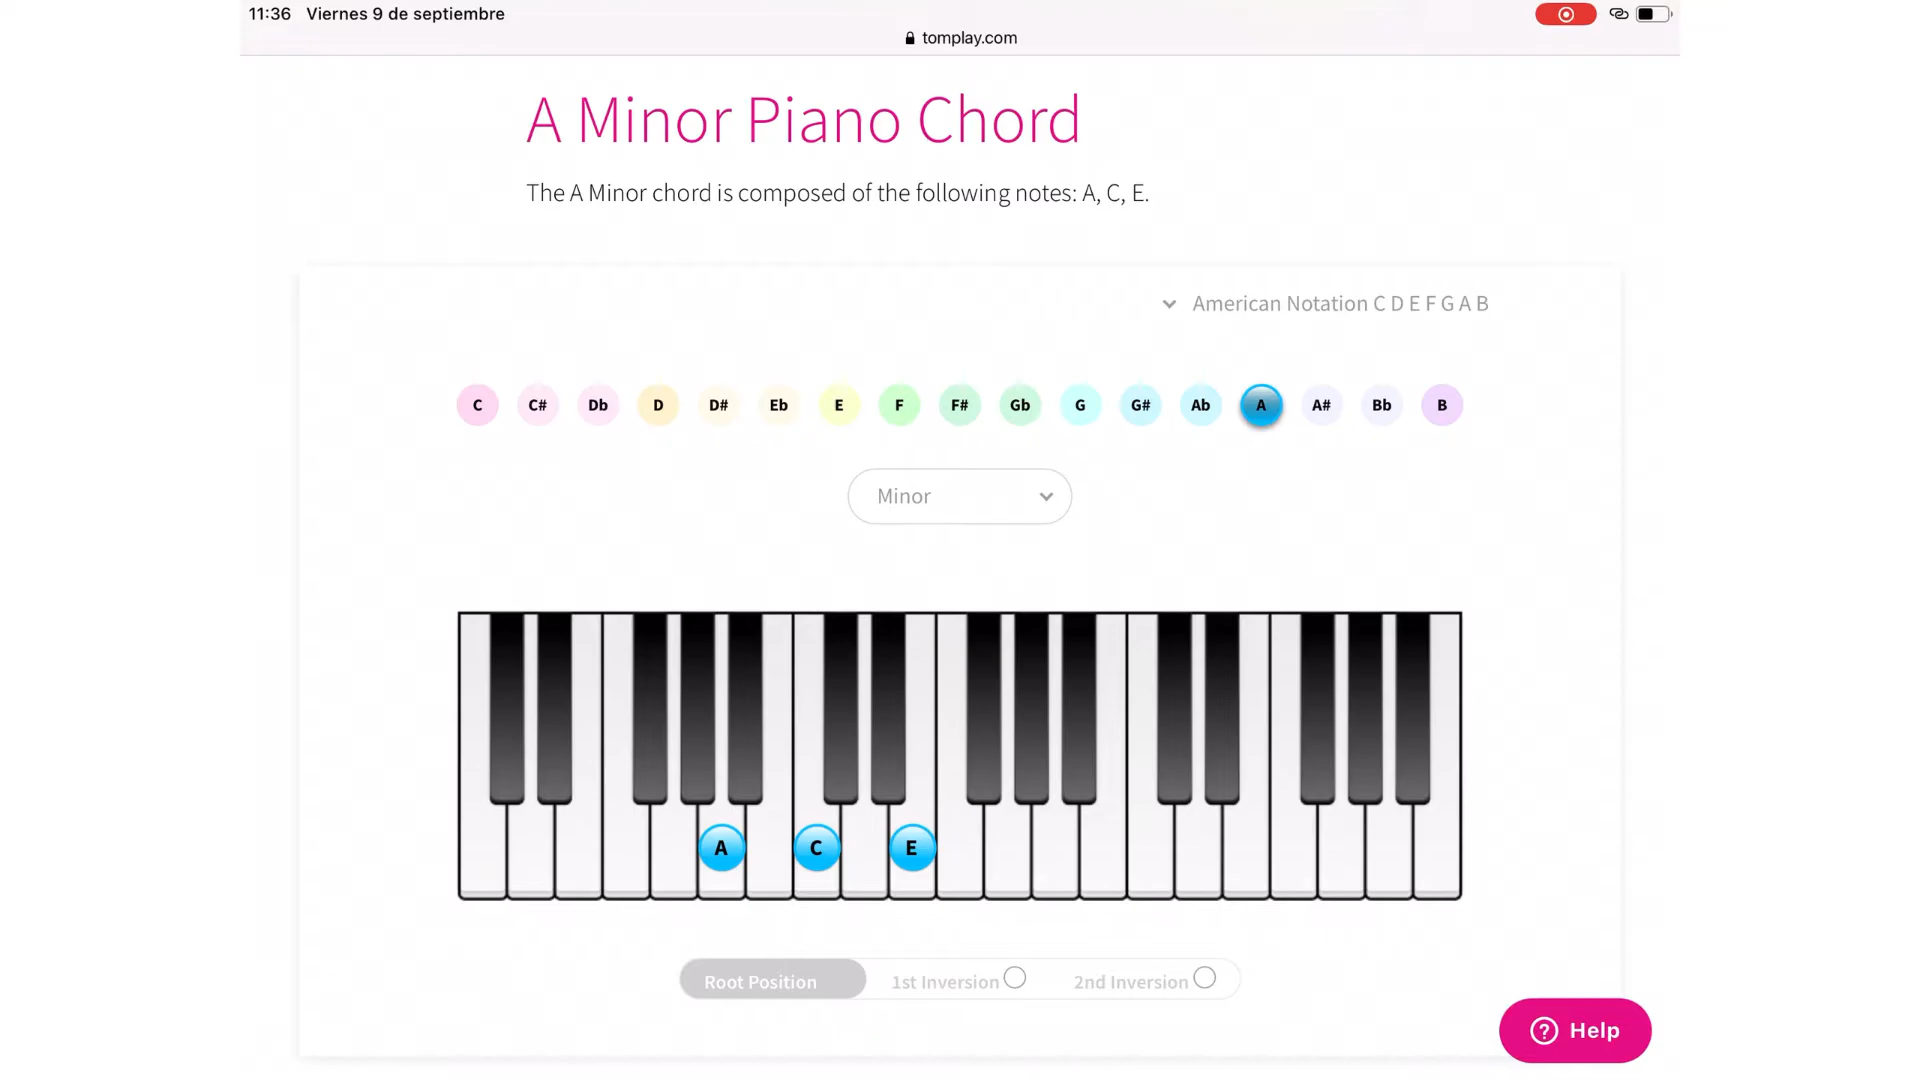 11:36 Viernes 9 de septiembre
tomplay.com
A Minor Piano Chord
The A Minor chord is composed of the following notes: A, C, E.
American Notation C D E F G A B
C C# Db D D# Eb E F F# Gb G G# Ab A A# Bb B
Minor
A C E
Root Position 1st Inversion 2nd Inversion
? Help